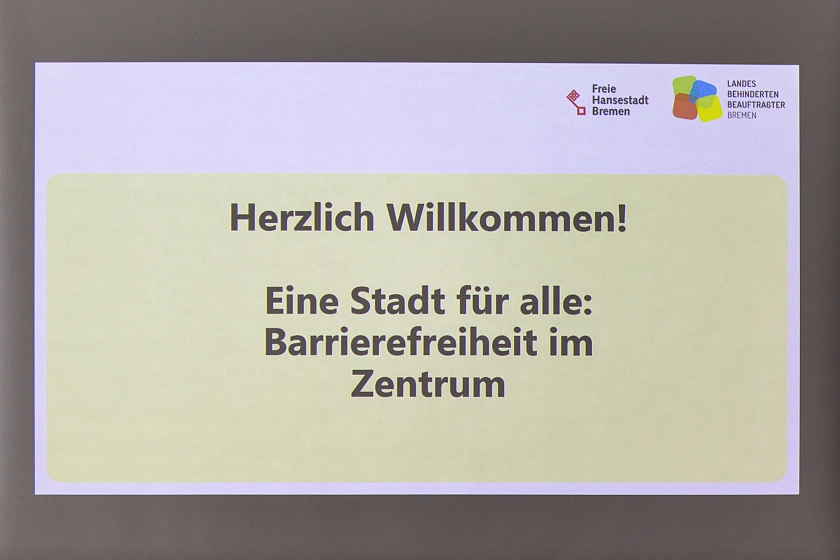 Freie
Hansestadt
Bremen
LANDES
BEHINDERTEN
BEAUFTRAGTER
BREMEN
Herzlich Willkommen!
Eine Stadt für alle:
Barrierefreiheit im
Zentrum